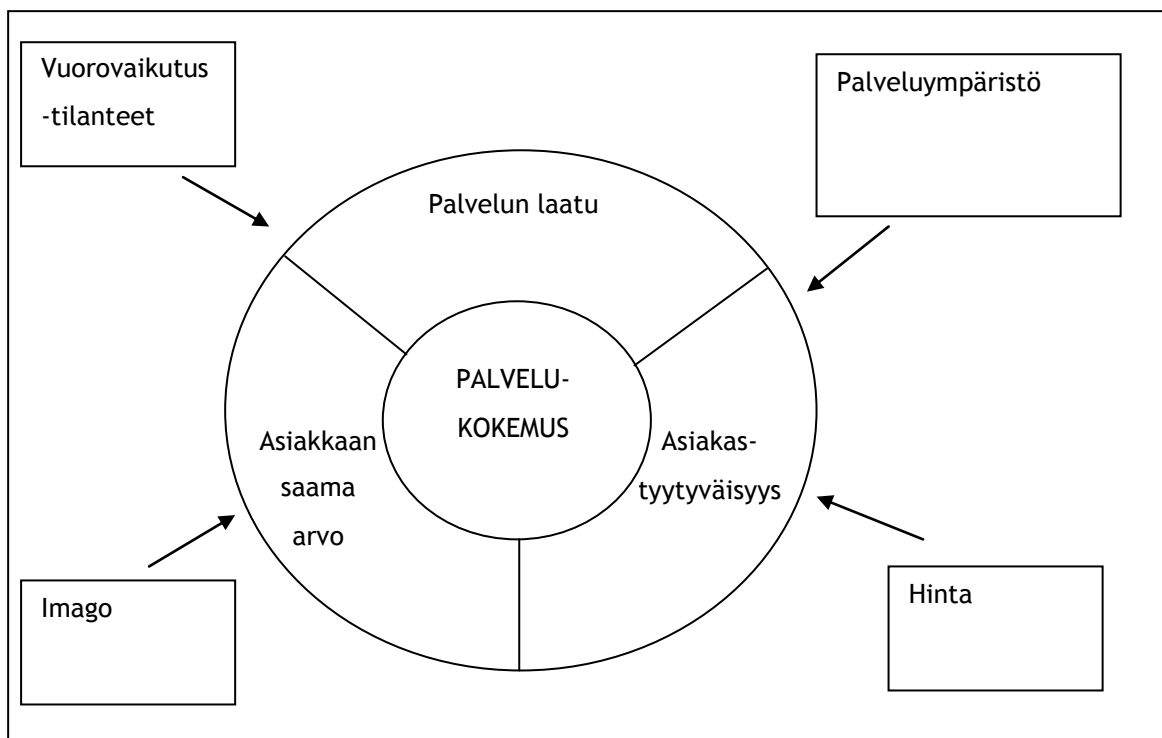 Vuorovaikutus
-tilanteet
Palveluympäristö
Palvelun laatu
PALVELU-
KOKEMUS
Asiakkaan
saama
arvo
Asiakas-
tyytyväisyys
Imago
Hinta